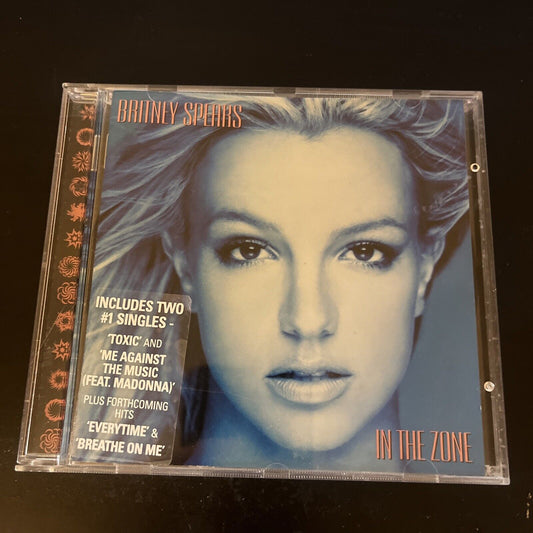 BRITNEY SPEARS
INCLUDES TWO
#1 SINGLES -
'TOXIC' AND
'ME AGAINST
THE MUSIC
(FEAT. MADONNA)'
PLUS FORTHCOMING
HITS
'EVERYTIME' &
'BREATHE ON ME'
IN THE ZONE